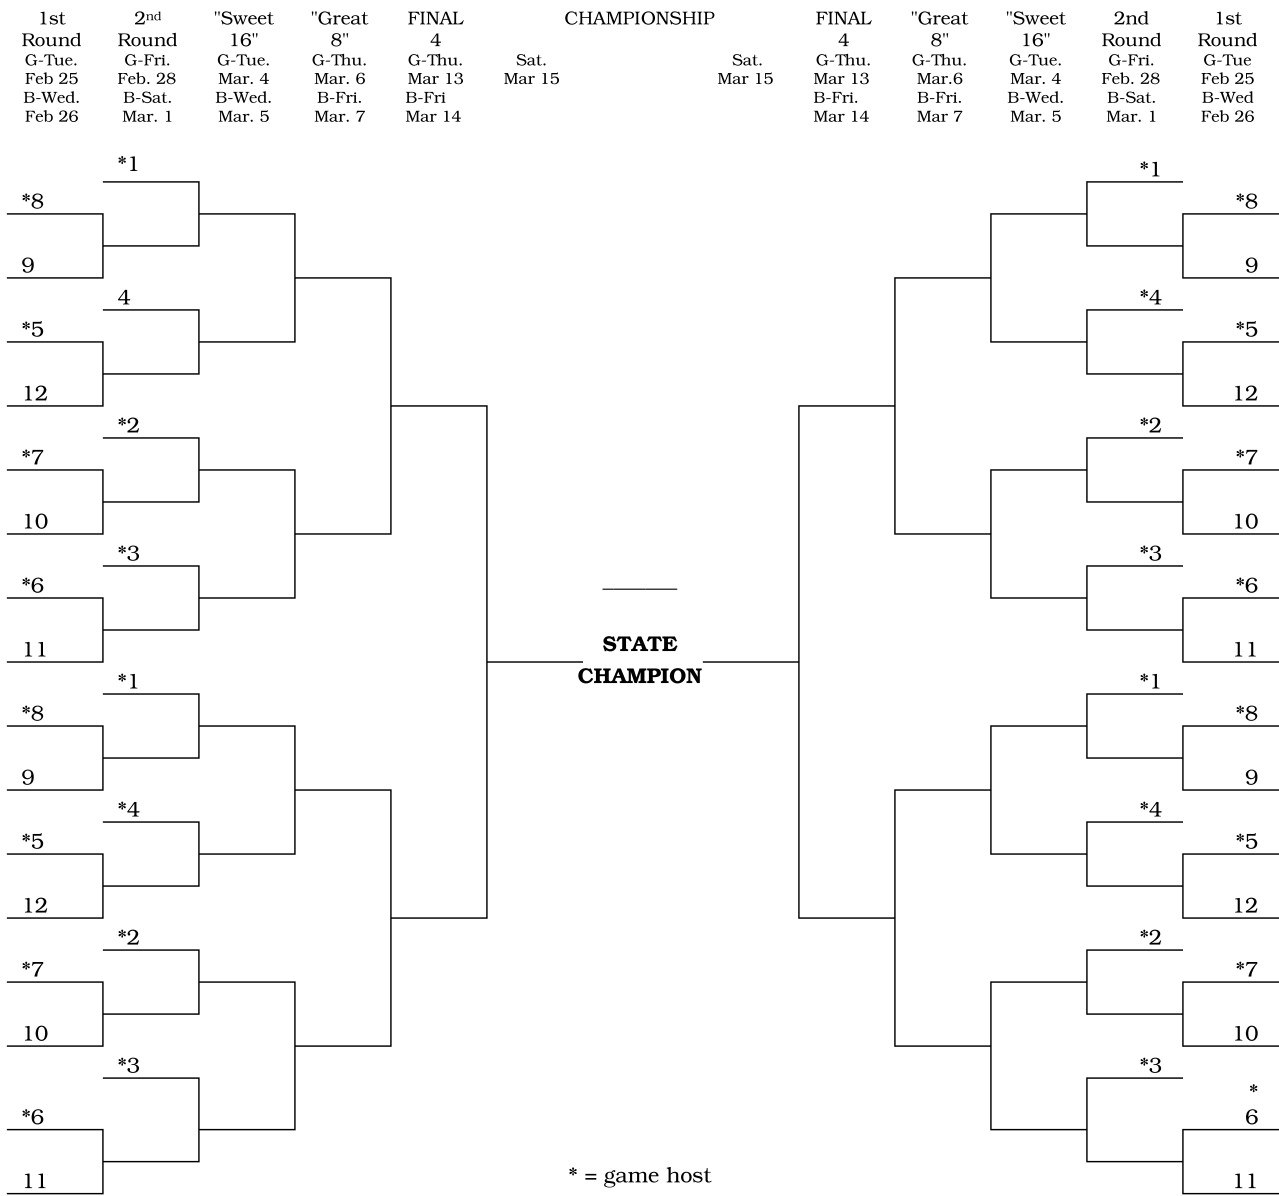 1st 2nd "Sweet "Great FINAL CHAMPIONSHIP FINAL "Great "Sweet 2nd 1st
Round Round 16" 8" 4 4 8" 16" Round Round
G-Tue. G-Fri. G-Tue. G-Thu. G-Thu. Sat. Sat. G-Thu. G-Thu. G-Tue. G-Fri. G-Tue
Feb 25 Feb. 28 Mar. 4 Mar. 6 Mar 13 Mar 15 Mar 15 Mar 13 Mar.6 Mar. 4 Feb. 28 Feb 25
B-Wed. B-Sat. B-Wed. B-Fri. B-Fri B-Fri. B-Fri. B-Wed. B-Sat. B-Wed
Feb 26 Mar. 1 Mar. 5 Mar. 7 Mar 14 Mar 14 Mar 7 Mar. 5 Mar. 1 Feb 26
*1 *1
*8 *8
9 9
4 *4
*5 *5
12 12
*2 *2
*7 *7
10 10
*3 *3
*6 *6
11 11
STATE
CHAMPION
*1 *1
*8 *8
9 9
*4 *4
*5 *5
12 12
*2 *2
*7 *7
10 10
*3 *3
*
*6 6
* = game host
11 11